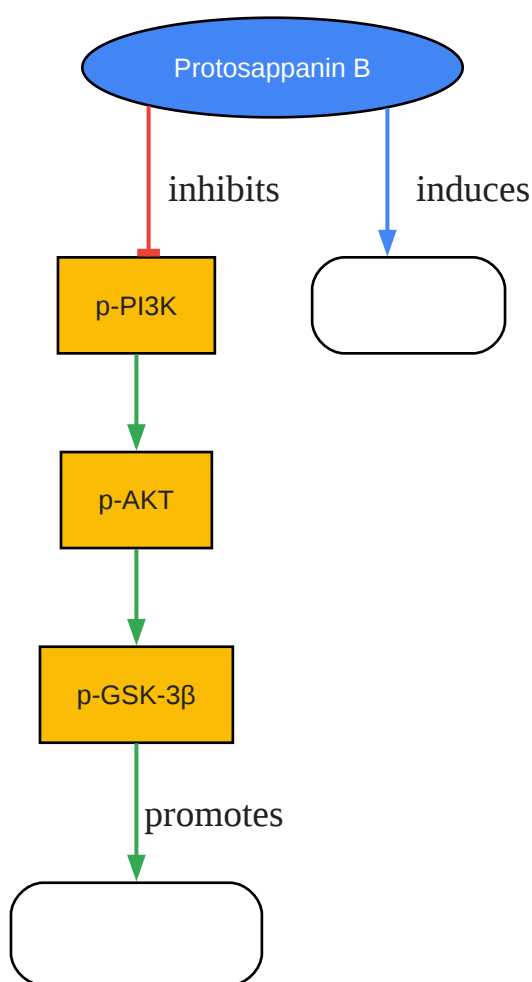 Protosappanin B
inhibits
induces
p-PI3K
p-AKT
p-GSK-3β
promotes